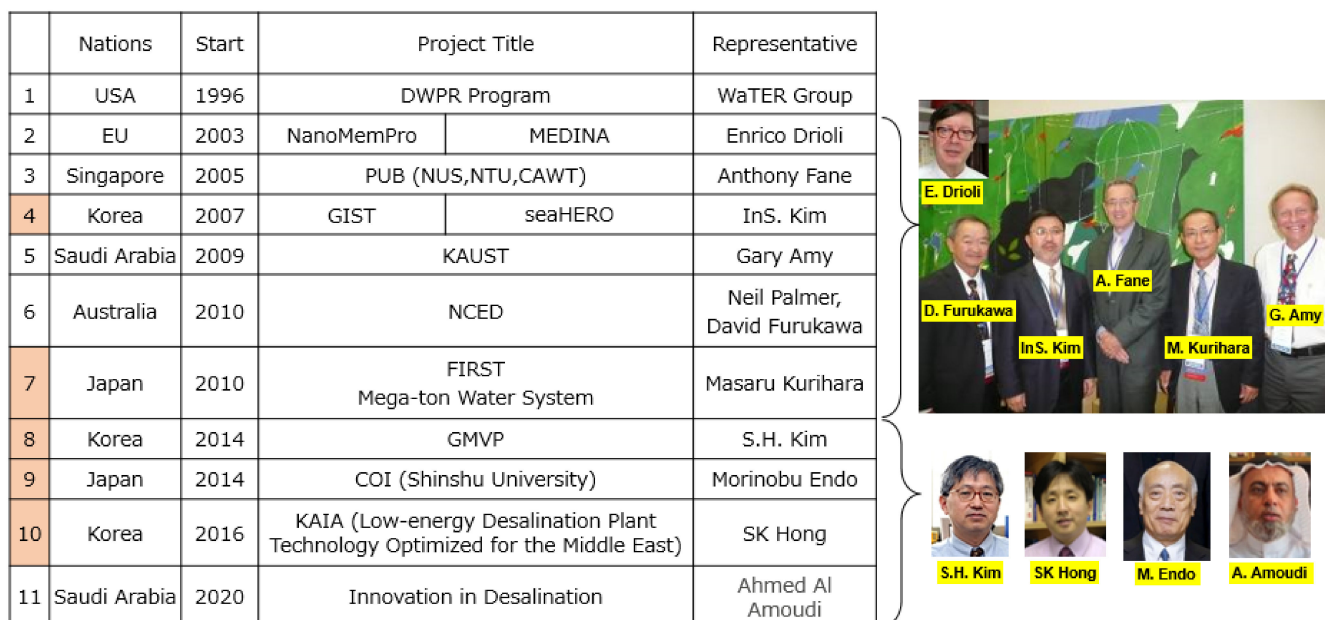 Nations Start Project Title Representative
1 USA 1996 DWPR Program WaTER Group
2 EU 2003 NanoMemPro MEDINA Enrico Drioli
3 Singapore 2005 PUB (NUS,NTU,CAWT) Anthony Fane
4 Korea 2007 GIST seaHERO InS. Kim
5 Saudi Arabia 2009 KAUST Gary Amy
6 Australia 2010 NCED Neil Palmer,
David Furukawa
7 Japan 2010 FIRST
Mega-ton Water System Masaru Kurihara
8 Korea 2014 GMVP S.H. Kim
9 Japan 2014 COI (Shinshu University) Morinobu Endo
10 Korea 2016 KAIA (Low-energy Desalination Plant
Technology Optimized for the Middle East) SK Hong
11 Saudi Arabia 2020 Innovation in Desalination Ahmed Al
Amoudi
E. Drioli
A. Fane
D. Furukawa
G. Amy
InS. Kim
M. Kurihara
S.H. Kim
SK Hong
M. Endo
A. Amoudi